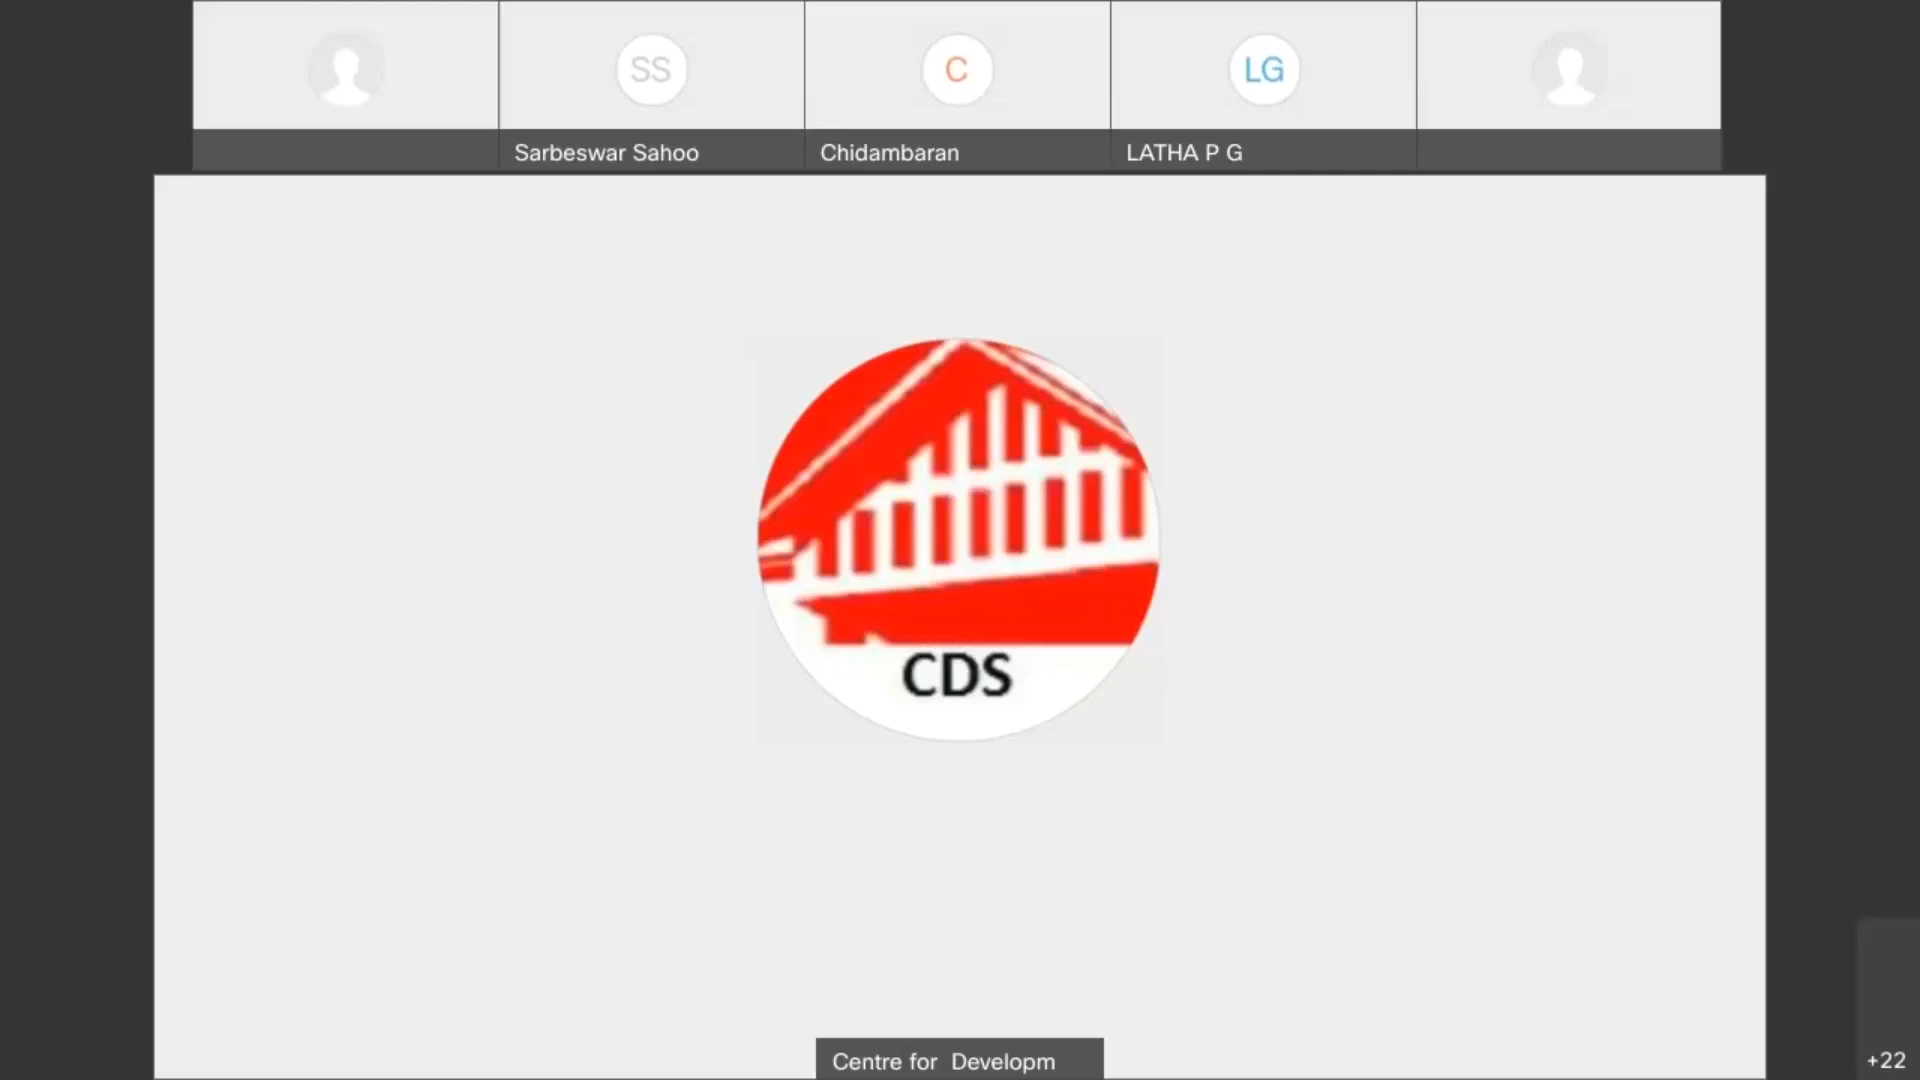 SS
C
LG
Sarbeswar Sahoo
Chidambaran
LATHA P G
CDS
Centre for Developm
+22